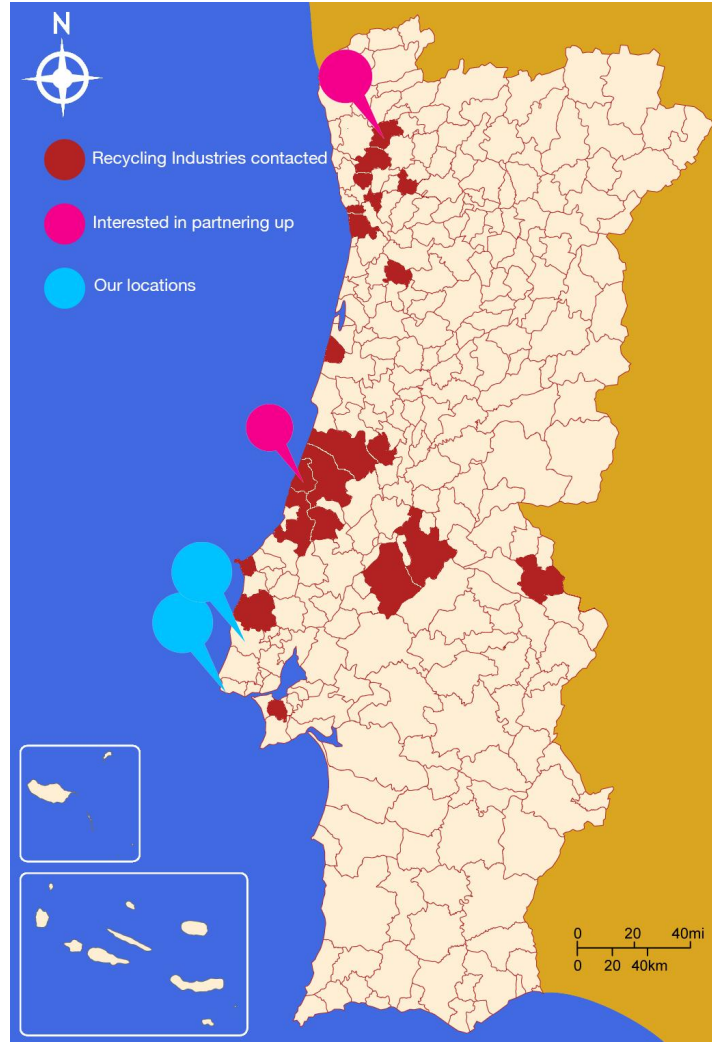 N
Recycling Industries contacted
Interested in partnering up
Our locations
0 20 40mi
0 20 40km